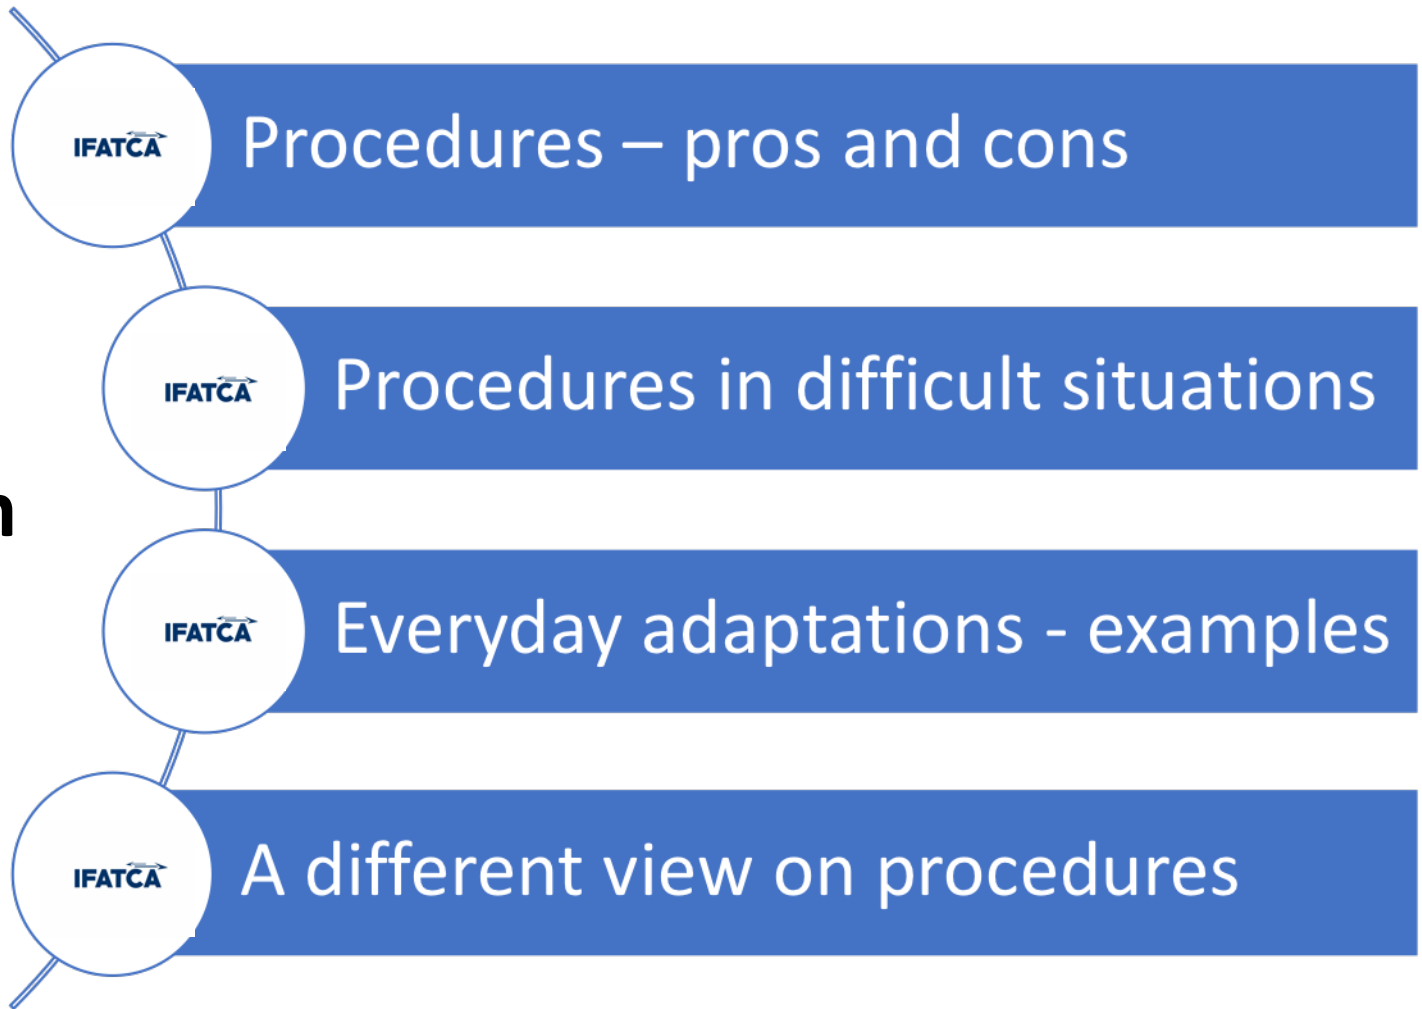 IFATCA
Procedures – pros and cons
IFATCA
Procedures in difficult situations
IFATCA
Everyday adaptations - examples
IFATCA
A different view on procedures